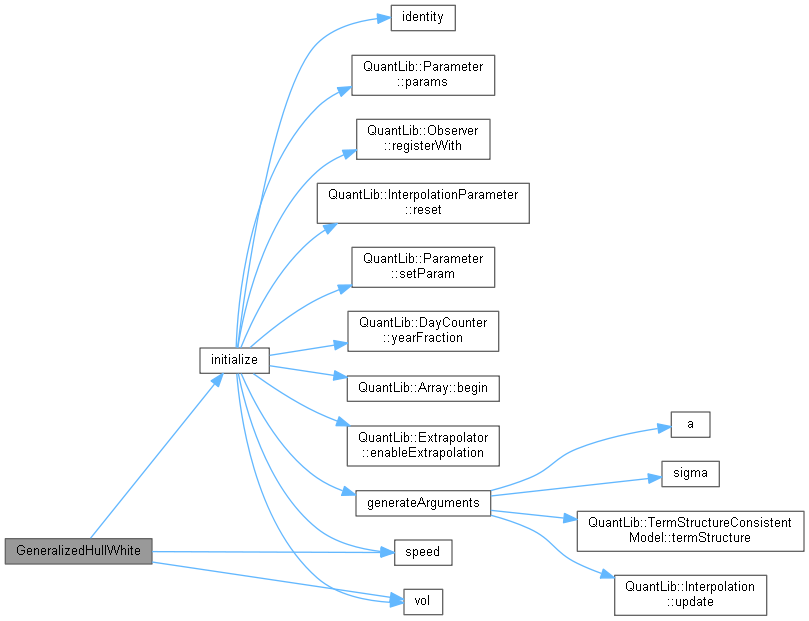 identity
QuantLib::Parameter
::params
QuantLib::Observer
::registerWith
QuantLib::InterpolationParameter
::reset
QuantLib::Parameter
::setParam
QuantLib::DayCounter
::yearFraction
initialize
QuantLib::Array::begin
QuantLib::Extrapolator
::enableExtrapolation
a
sigma
generateArguments
QuantLib::TermStructureConsistent
Model::termStructure
GeneralizedHullWhite
speed
QuantLib::Interpolation
::update
vol